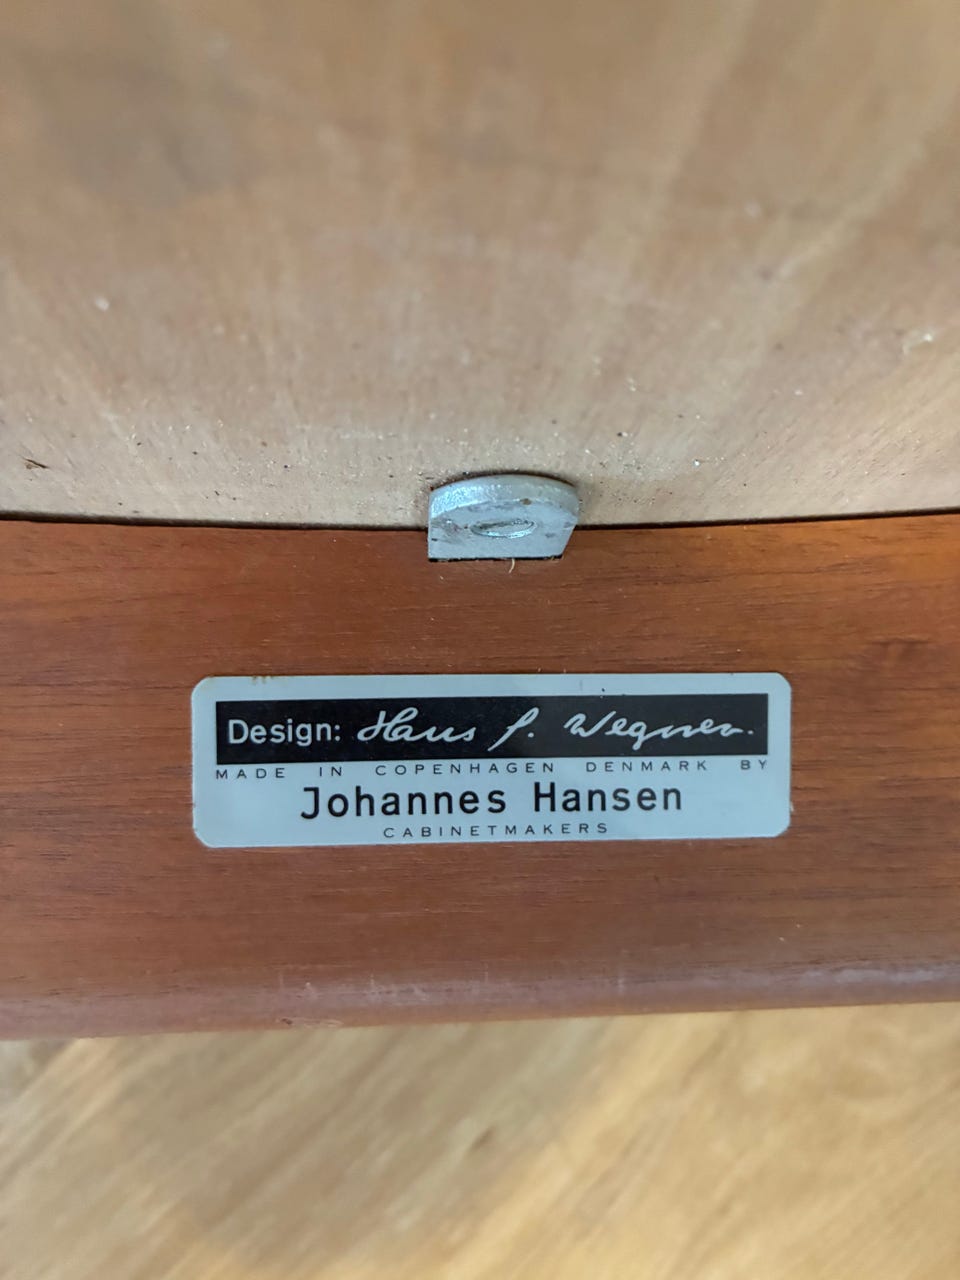 Design: Hans J. Wegner.
MADE IN COPENHAGEN DENMARK BY
Johannes Hansen
CABINETMAKERS